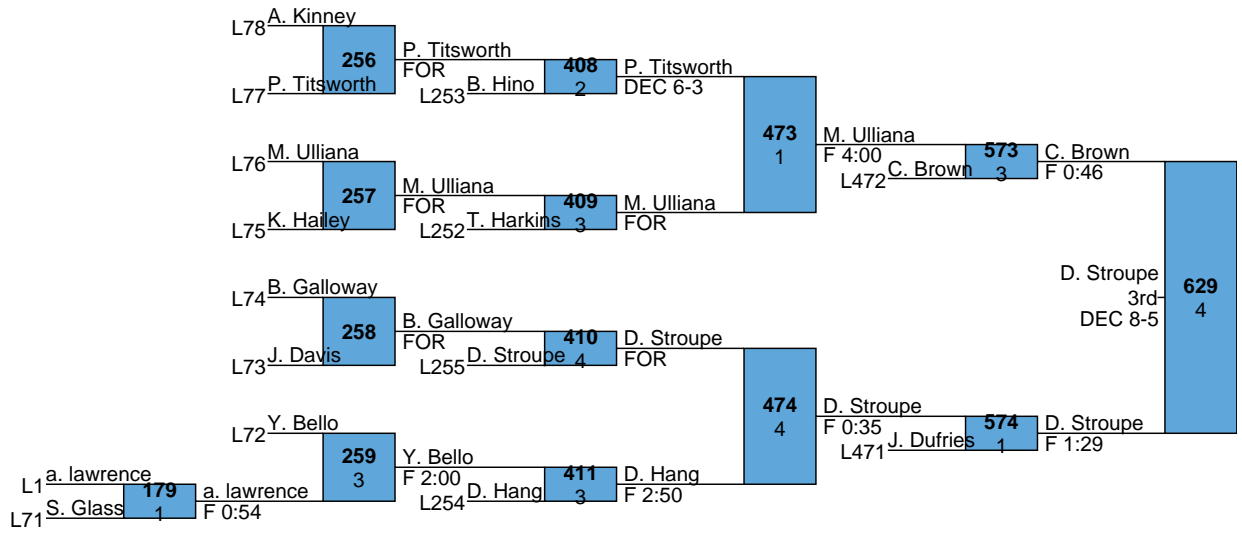 A. Kinney
L78
256
P. Titsworth
FOR
P. Titsworth
L77
408
2
B. Hino
L253
P. Titsworth
DEC 6-3
473
1
M. Ulliana
L76
257
M. Ulliana
FOR
K. Hailey
L75
409
3
T. Harkins
L252
M. Ulliana
FOR
M. Ulliana
F 4:00
573
3
C. Brown
L472
C. Brown
F 0:46
B. Galloway
L74
258
B. Galloway
FOR
J. Davis
L73
410
4
D. Stroupe
L255
D. Stroupe
FOR
D. Stroupe
3rd
DEC 8-5
629
4
474
4
Y. Bello
L72
259
3
Y. Bello
F 2:00
411
3
D. Hang
L254
D. Hang
F 2:50
D. Stroupe
F 0:35
574
1
J. Dufries
L471
D. Stroupe
F 1:29
a. lawrence
L1
179
1
a. lawrence
F 0:54
S. Glass
L71